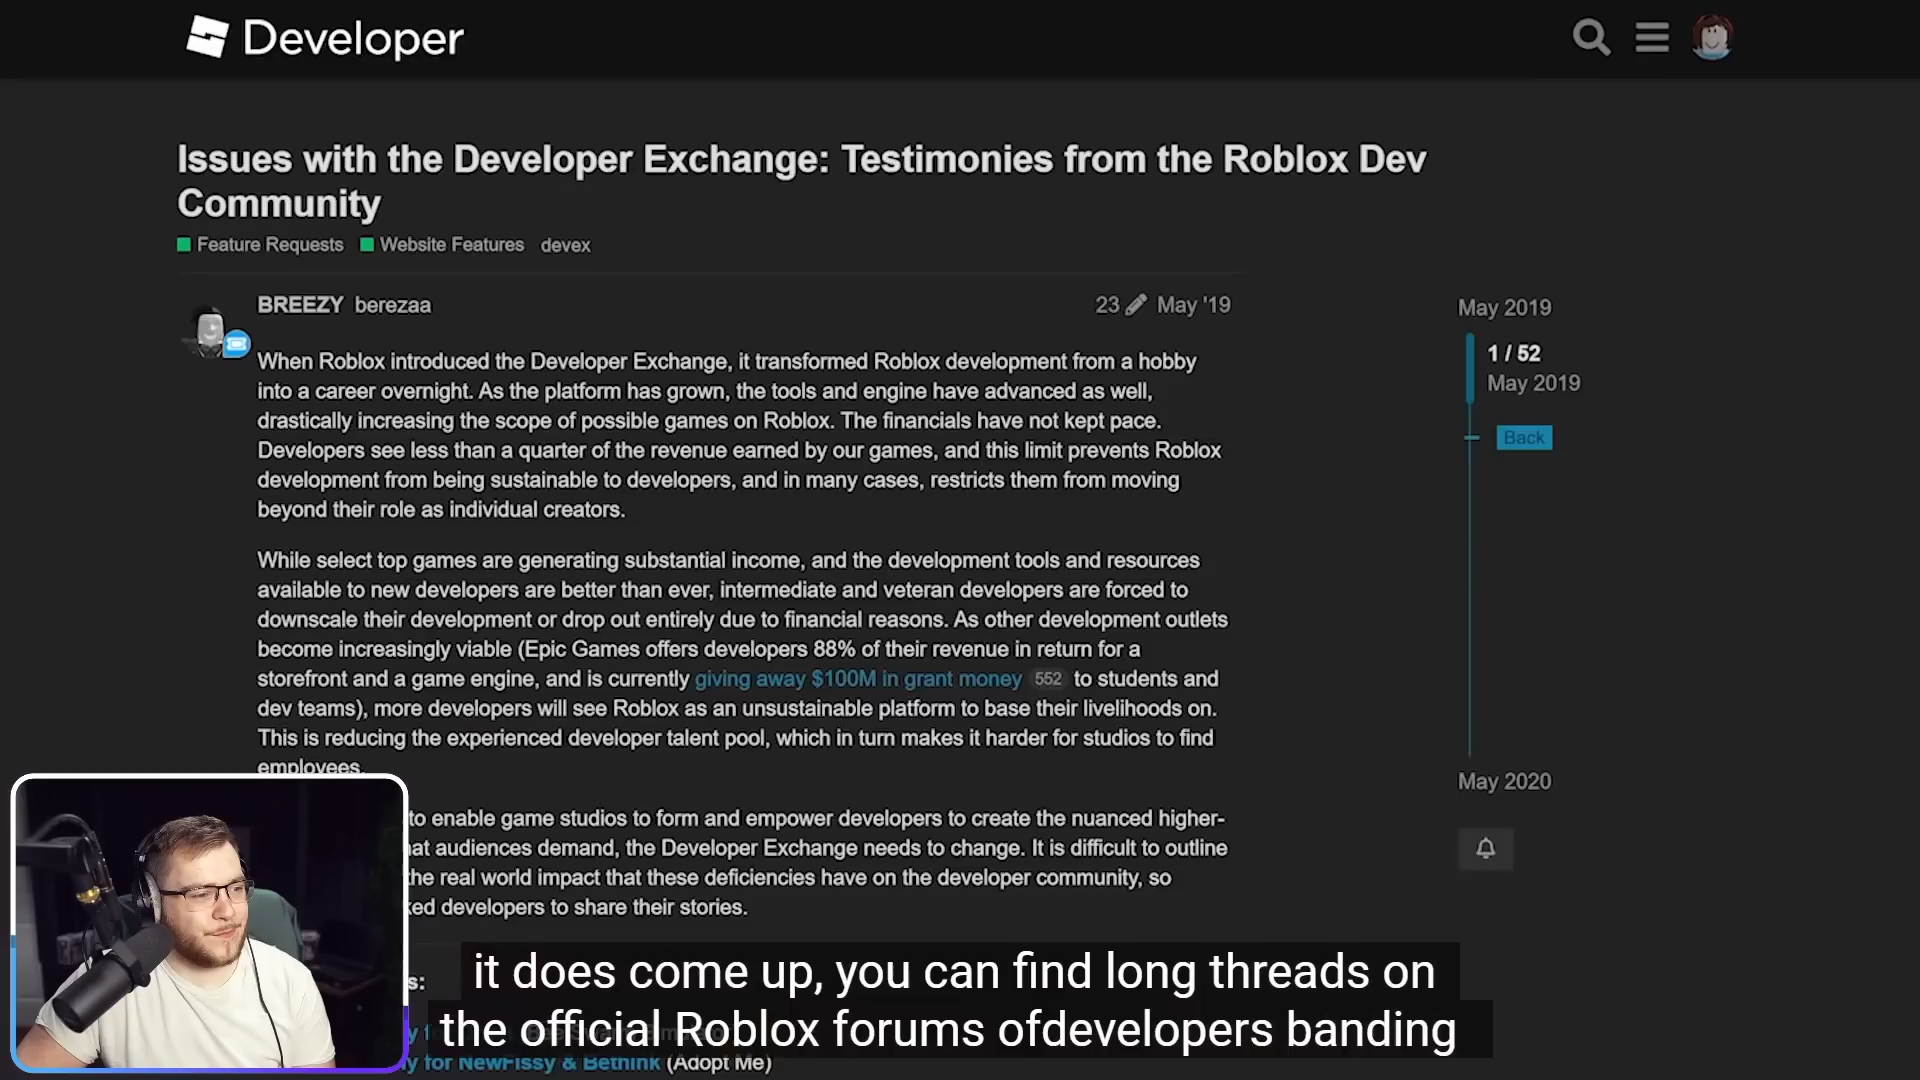 Developer
Issues with the Developer Exchange: Testimonies from the Roblox Dev
Community
Feature Requests Website Features devex
BREEZY berezaa 23 May '19
When Roblox introduced the Developer Exchange, it transformed Roblox development from a hobby
into a career overnight. As the platform has grown, the tools and engine have advanced as well,
drastically increasing the scope of possible games on Roblox. The financials have not kept pace.
Developers see less than a quarter of the revenue earned by our games, and this limit prevents Roblox
development from being sustainable to developers, and in many cases, restricts them from moving
beyond their role as individual creators.
While select top games are generating substantial income, and the development tools and resources
available to new developers are better than ever, intermediate and veteran developers are forced to
downscale their development or drop out entirely due to financial reasons. As other development outlets
become increasingly viable (Epic Games offers developers 88% of their revenue in return for a
storefront and a game engine, and is currently giving away $100M in grant money 552 to students and
dev teams), more developers will see Roblox as an unsustainable platform to base their livelihoods on.
This is reducing the experienced developer talent pool, which in turn makes it harder for studios to find
employees.
to enable game studios to form and empower developers to create the nuanced higher-
at audiences demand, the Developer Exchange needs to change. It is difficult to outline
the real world impact that these deficiencies have on the developer community, so
ked developers to share their stories.
s:
y for NewFissy & Bethink (Adopt Me)
May 2019
1 / 52
May 2019
Back
May 2020
it does come up, you can find long threads on
the official Roblox forums ofdevelopers banding